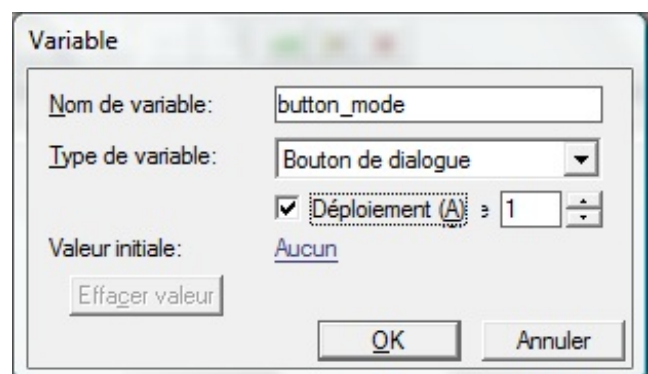 Variable
Nom de variable: button_mode
Type de variable: Bouton de dialogue
Déploiement (A) e 1
Valeur initiale: Aucun
Effacer valeur
OK Annuler